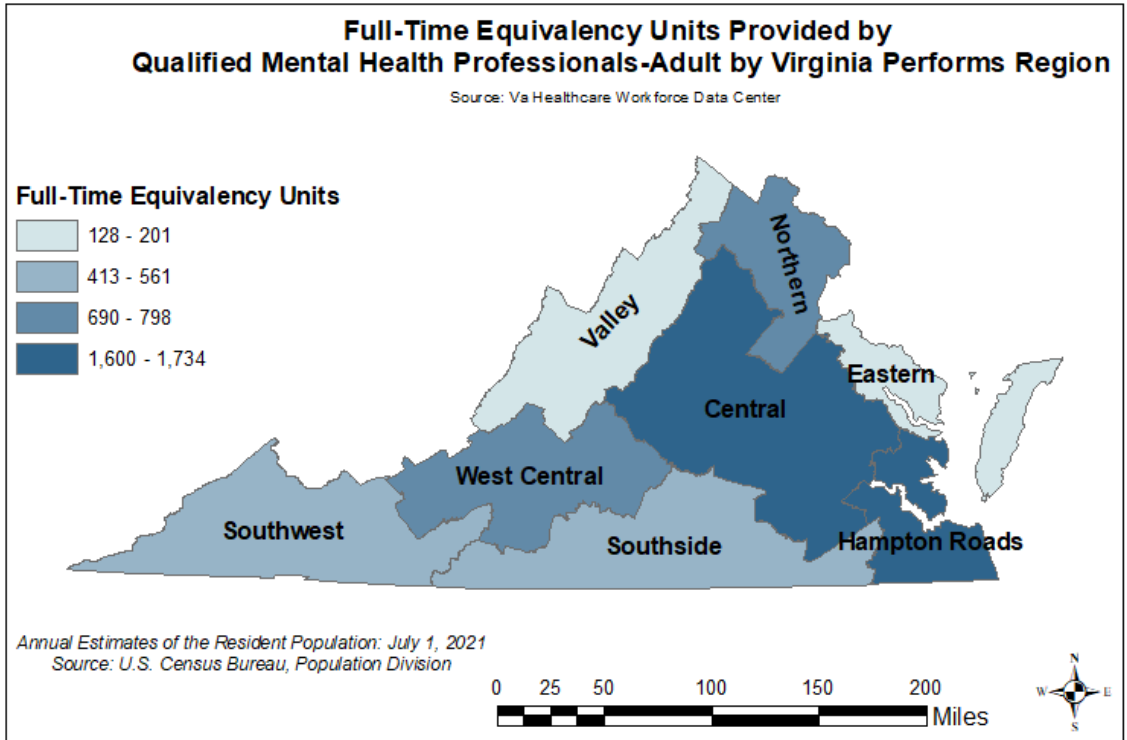 Full-Time Equivalency Units Provided by
Qualified Mental Health Professionals-Adult by Virginia Performs Region
Source: Va Healthcare Workforce Data Center
Full-Time Equivalency Units
128 - 201
413 - 561
690 - 798
1,600 - 1,734
Northern
Valley
Eastern
Central
West Central
Southwest
Southside
Hampton Roads
Annual Estimates of the Resident Population: July 1, 2021
Source: U.S. Census Bureau, Population Division
0 25 50 100 150 200
Miles
N
W E
S